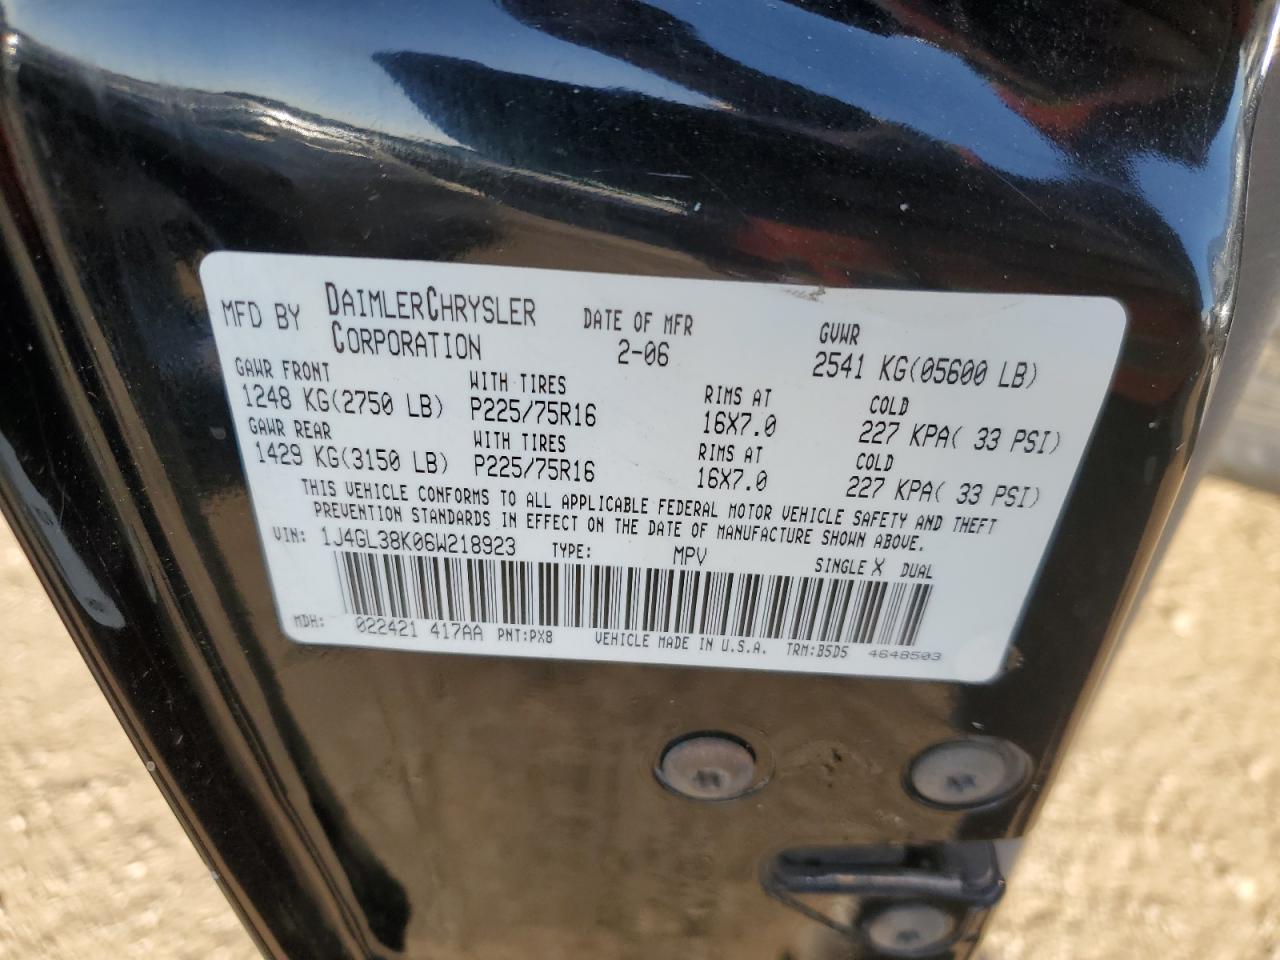 MFD BY DAIMLERCHRYSLER CORPORATION DATE OF MFR 2-06 GVWR 2541 KG(05600 LB)
GAWR FRONT WITH TIRES RIMS AT COLD
1248 KG(2750 LB) P225/75R16 16X7.0 227 KPA( 33 PSI)
GAWR REAR WITH TIRES RIMS AT COLD
1429 KG(3150 LB) P225/75R16 16X7.0 227 KPA( 33 PSI)
THIS VEHICLE CONFORMS TO ALL APPLICABLE FEDERAL MOTOR VEHICLE SAFETY AND THEFT
PREVENTION STANDARDS IN EFFECT ON THE DATE OF MANUFACTURE SHOWN ABOVE.
VIN: 1J4GL38K06W218923 TYPE: MPV SINGLE X DUAL
MDH: 022421 417AA PNT:PX8 VEHICLE MADE IN U.S.A. TRM:B5D5 4648503